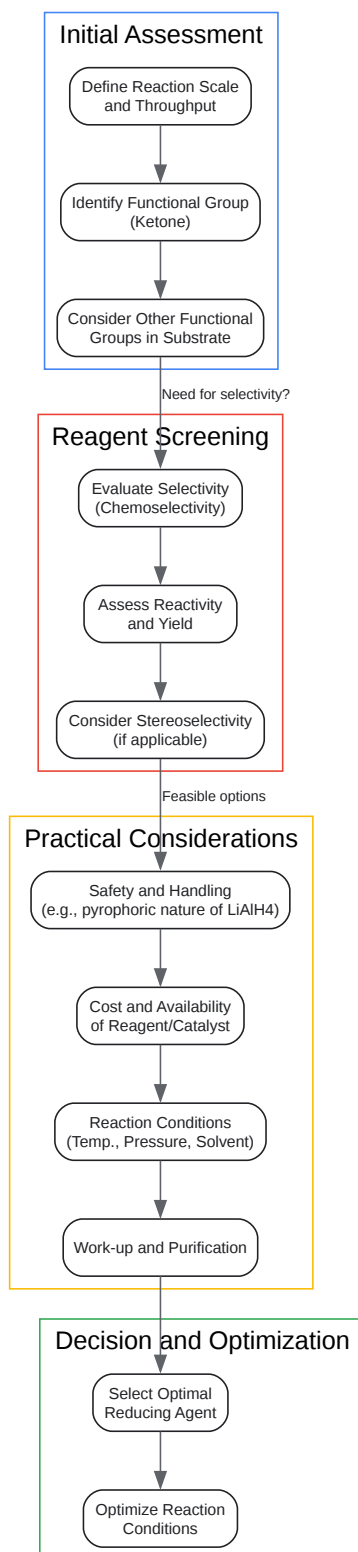 Initial Assessment
Define Reaction Scale
and Throughput
Identify Functional Group
(Ketone)
Consider Other Functional
Groups in Substrate
Need for selectivity?
Reagent Screening
Evaluate Selectivity
(Chemoselectivity)
Assess Reactivity
and Yield
Consider Stereoselectivity
(if applicable)
Feasible options
Practical Considerations
Safety and Handling
(e.g., pyrophoric nature of LiAlH4)
Cost and Availability
of Reagent/Catalyst
Reaction Conditions
(Temp., Pressure, Solvent)
Work-up and Purification
Decision and Optimization
Select Optimal
Reducing Agent
Optimize Reaction
Conditions